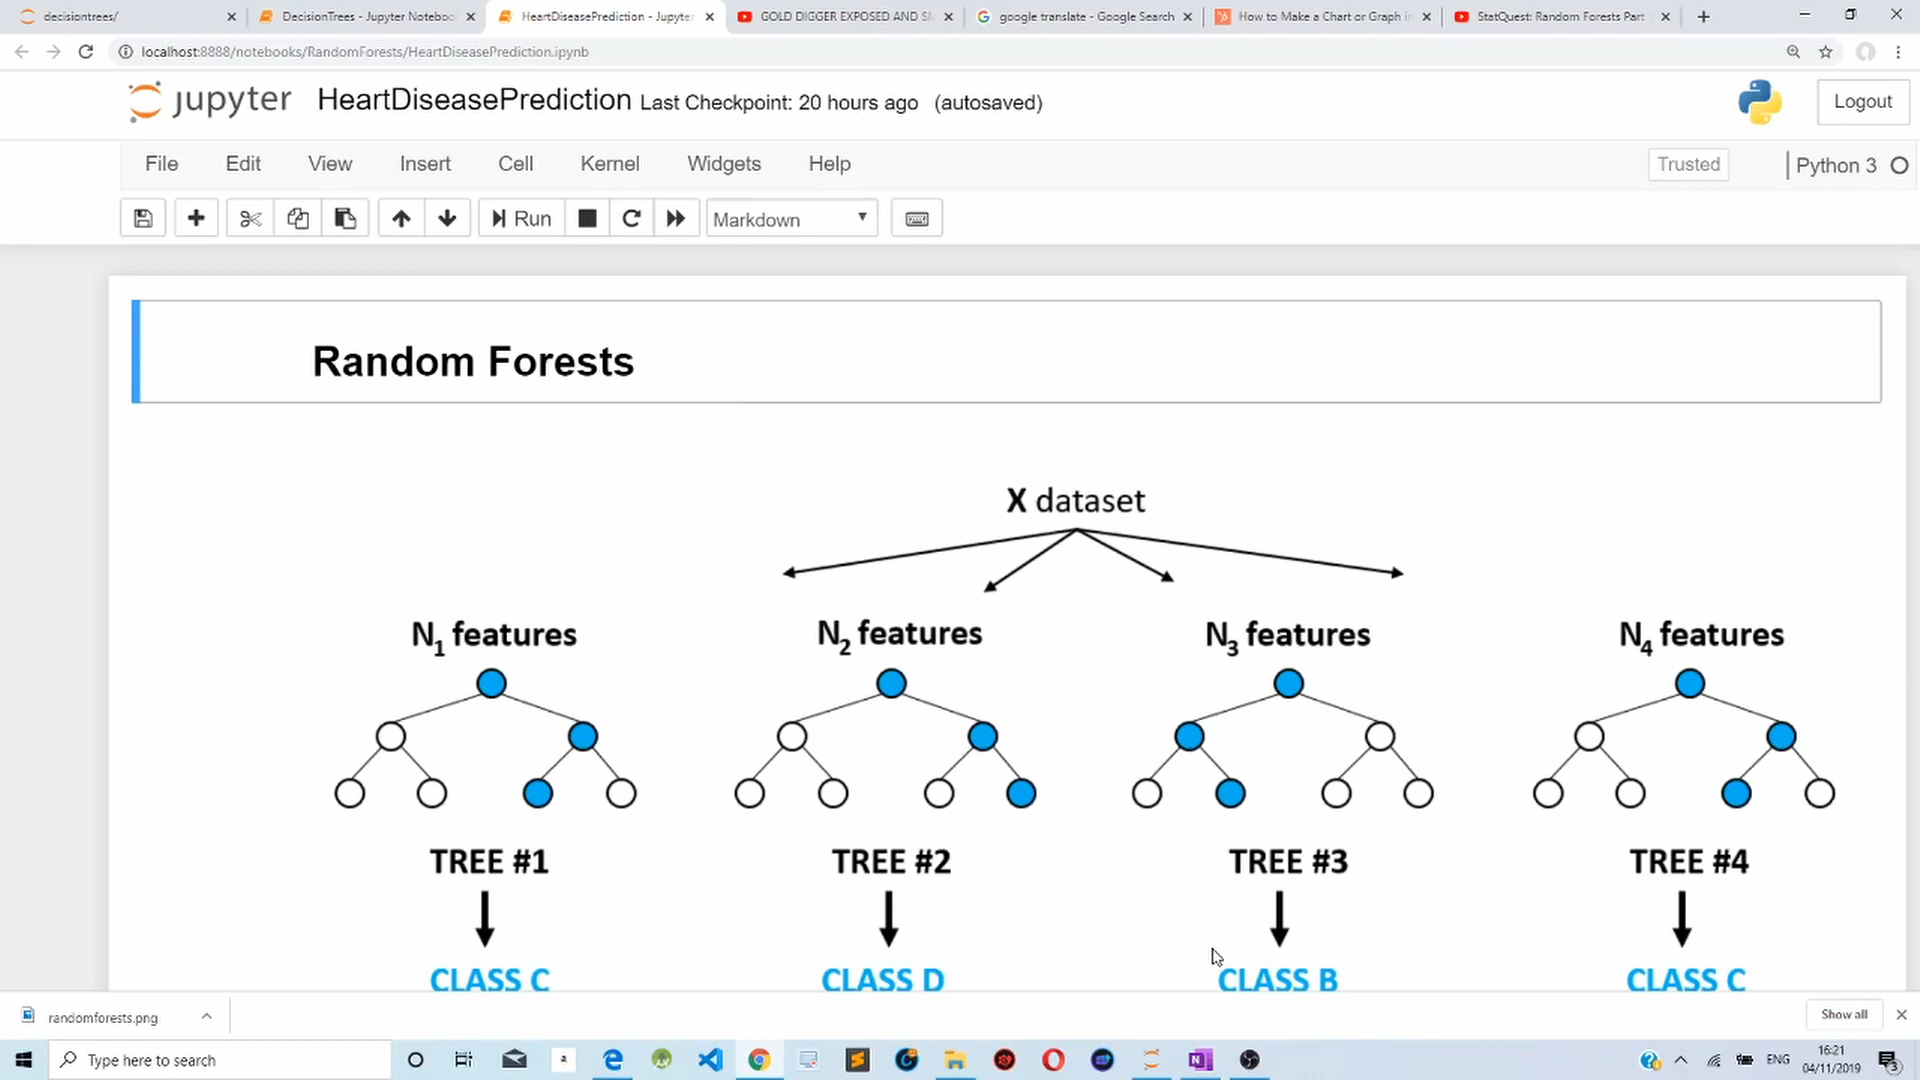 decisiontrees/
DecisionTrees - Jupyter Noteboo
HeartDiseasePrediction - Jupyter
GOLD DIGGER EXPOSED AND
google translate - Google Search
How to Make a Chart or Graph in
StatQuest: Random Forests Part
localhost:8888/notebooks/RandomForests/HeartDiseasePrediction.ipynb
jupyter HeartDiseasePrediction Last Checkpoint: 20 hours ago (autosaved)
Logout
File Edit View Insert Cell Kernel Widgets Help
Trusted
Python 3
Run
Markdown
Random Forests
X dataset
N1 features N2 features N3 features N4 features
TREE #1 TREE #2 TREE #3 TREE #4
CLASS C CLASS D CLASS B CLASS C
randomforests.png
Show all
Type here to search
a
ENG
16:21
04/11/2019
3